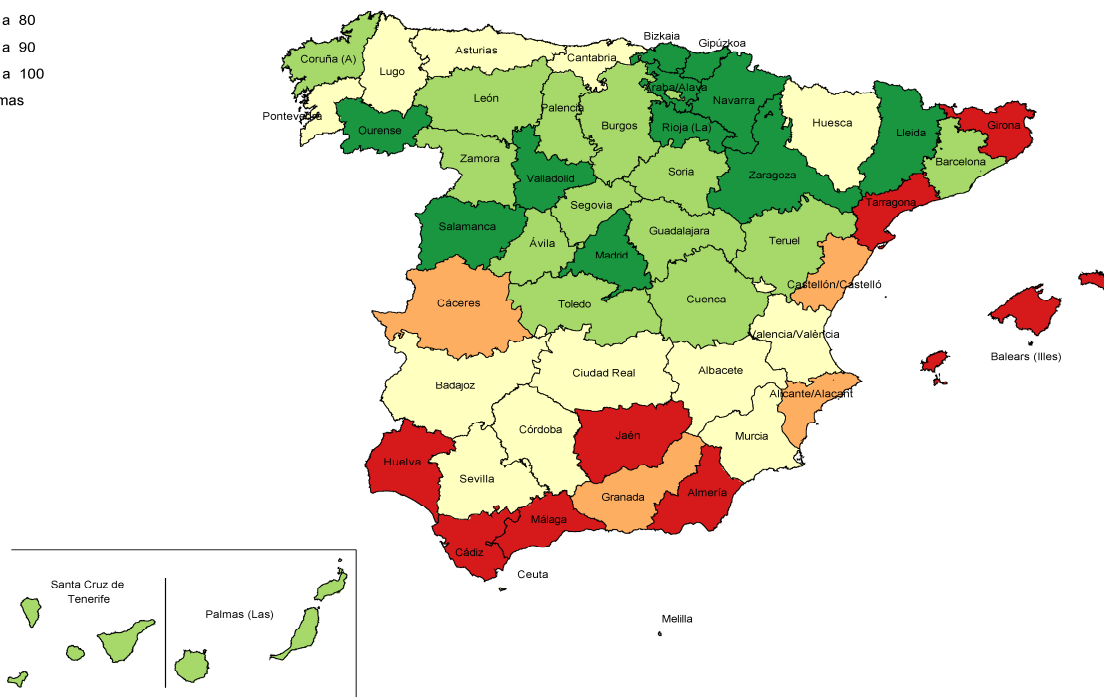 a 80
a 90
a 100
mas
Bizkaia
Gipúzkoa
Asturias
Cantabria
Coruña (A)
Lugo
Araba/Alava
Navarra
León
Palencia
Burgos
Pontevedra
Ourense
Rioja (La)
Huesca
Lleida
Girona
Barcelona
Zamora
Valladolid
Soria
Zaragoza
Tarragona
Segovia
Salamanca
Ávila
Guadalajara
Madrid
Teruel
Castellón/Castelló
Cáceres
Toledo
Cuenca
Valencia/València
Balears (Illes)
Badajoz
Ciudad Real
Albacete
Alicante/Alacant
Córdoba
Jaén
Murcia
Huelva
Sevilla
Granada
Almería
Málaga
Cádiz
Ceuta
Melilla
Santa Cruz de
Tenerife
Palmas (Las)